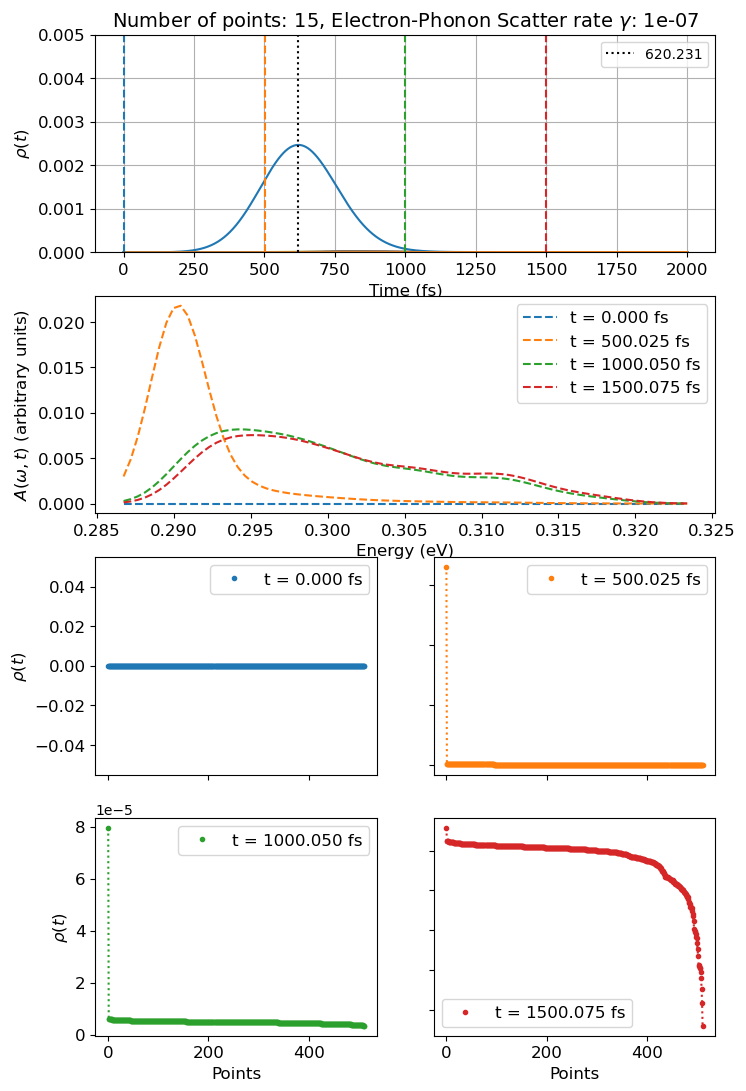 Number of points: 15, Electron-Phonon Scatter rate γ: 1e-07
0.005
0.004
0.003
0.002
0.001
0.000
ρ(t)
620.231
0 250 500 750 1000 1250 1500 1750 2000
Time (fs)
0.020
0.015
0.010
0.005
0.000
A(ω, t) (arbitrary units)
t = 0.000 fs
t = 500.025 fs
t = 1000.050 fs
t = 1500.075 fs
0.285 0.290 0.295 0.300 0.305 0.310 0.315 0.320 0.325
Energy (eV)
0.04
0.02
0.00
−0.02
−0.04
ρ(t)
t = 0.000 fs
t = 500.025 fs
1e−5
8
6
4
2
0
ρ(t)
t = 1000.050 fs
0 200 400
Points
t = 1500.075 fs
0 200 400
Points